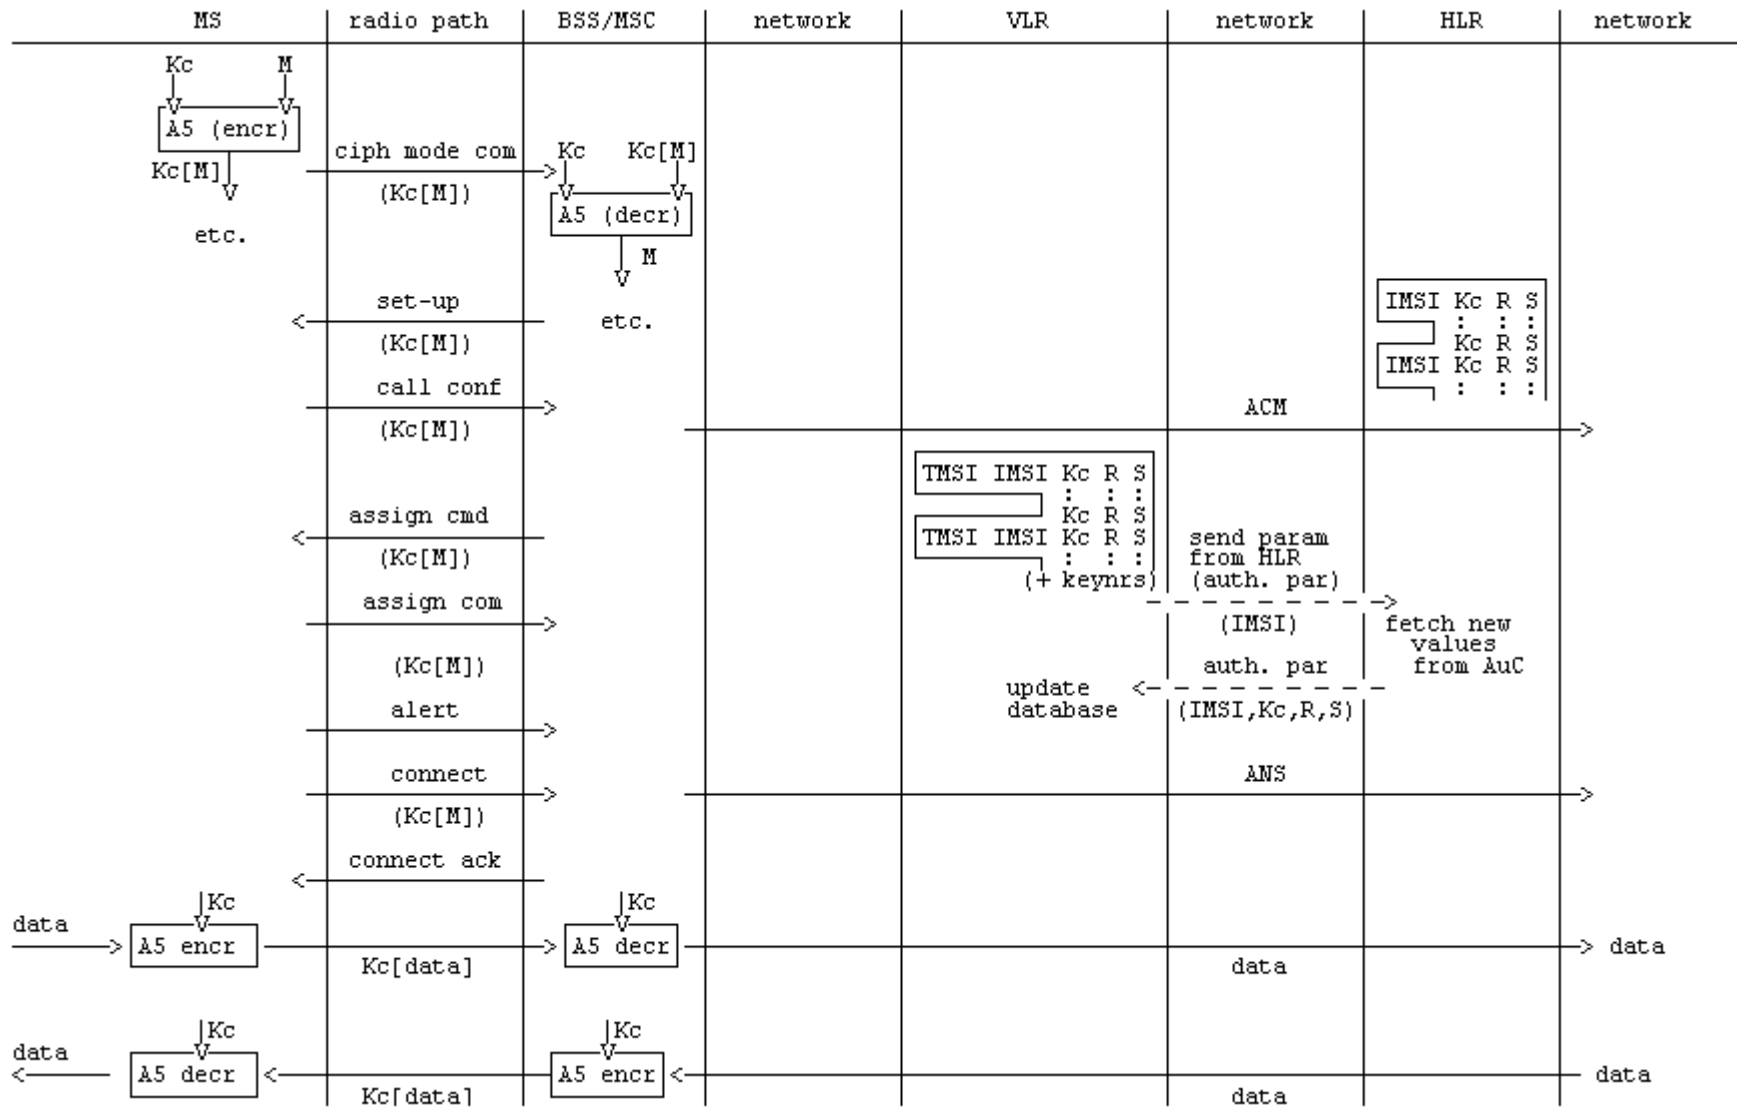 MS radio path BSS/MSC network VLR network HLR network
Kc M
A5 (encr)
ciph mode com Kc Kc[M]
Kc[M]
(Kc[M])
A5 (decr)
etc.
M
set-up IMSI Kc R S
etc. : : :
(Kc[M]) Kc R S
IMSI Kc R S
call conf : : :
ACM
(Kc[M])
TMSI IMSI Kc R S
: : :
assign cmd Kc R S
TMSI IMSI Kc R S send param
(Kc[M]) : : : from HLR
(+ keynrs) (auth. par)
assign com
(IMSI) fetch new
values
(Kc[M]) auth. par from AuC
update
alert database (IMSI,Kc,R,S)
connect ANS
(Kc[M])
connect ack
Kc Kc
data
A5 encr A5 decr data
Kc[data] data
Kc Kc
data
A5 decr A5 encr data
Kc[data] data